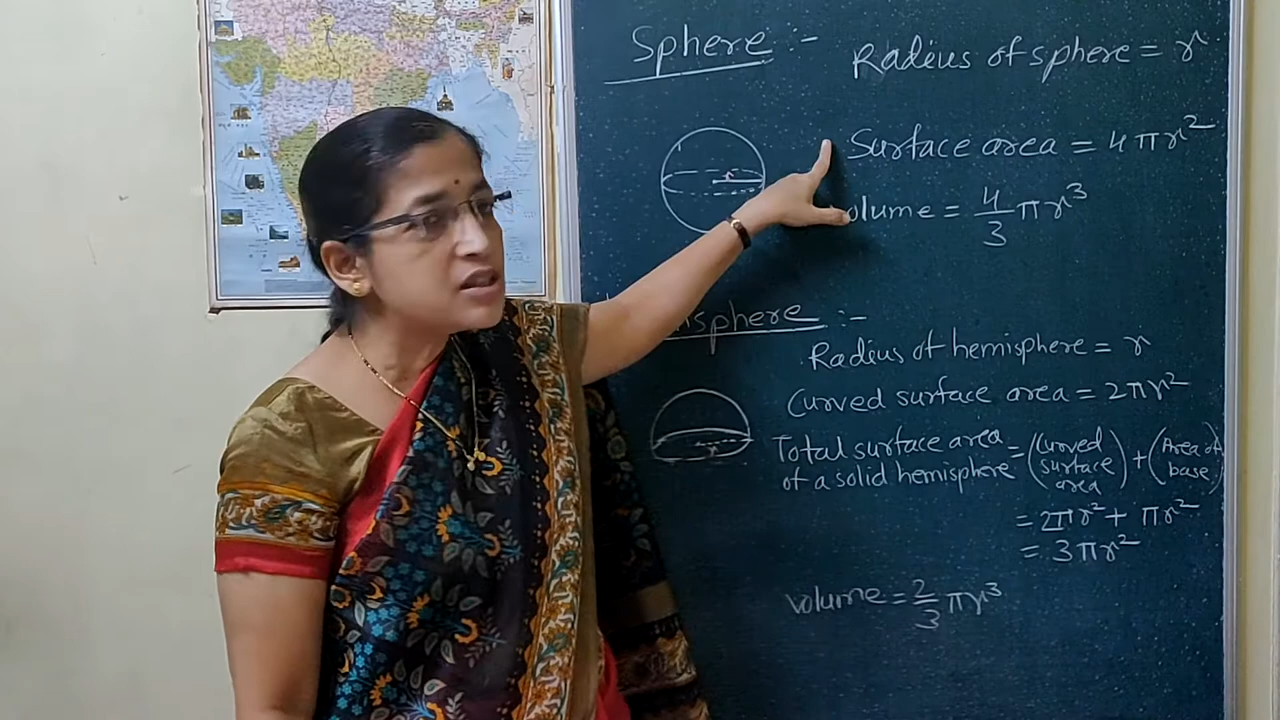 Sphere :-
Radius of sphere = r
r
Surface area = 4πr²
olume = 4/3 πr³
isphere :-
Radius of hemisphere = r
Curved surface area = 2πr²
r
Total surface area of a solid hemisphere = (Curved surface area) + (Area of base)
= 2πr² + πr²
= 3πr²
volume = 2/3 πr³